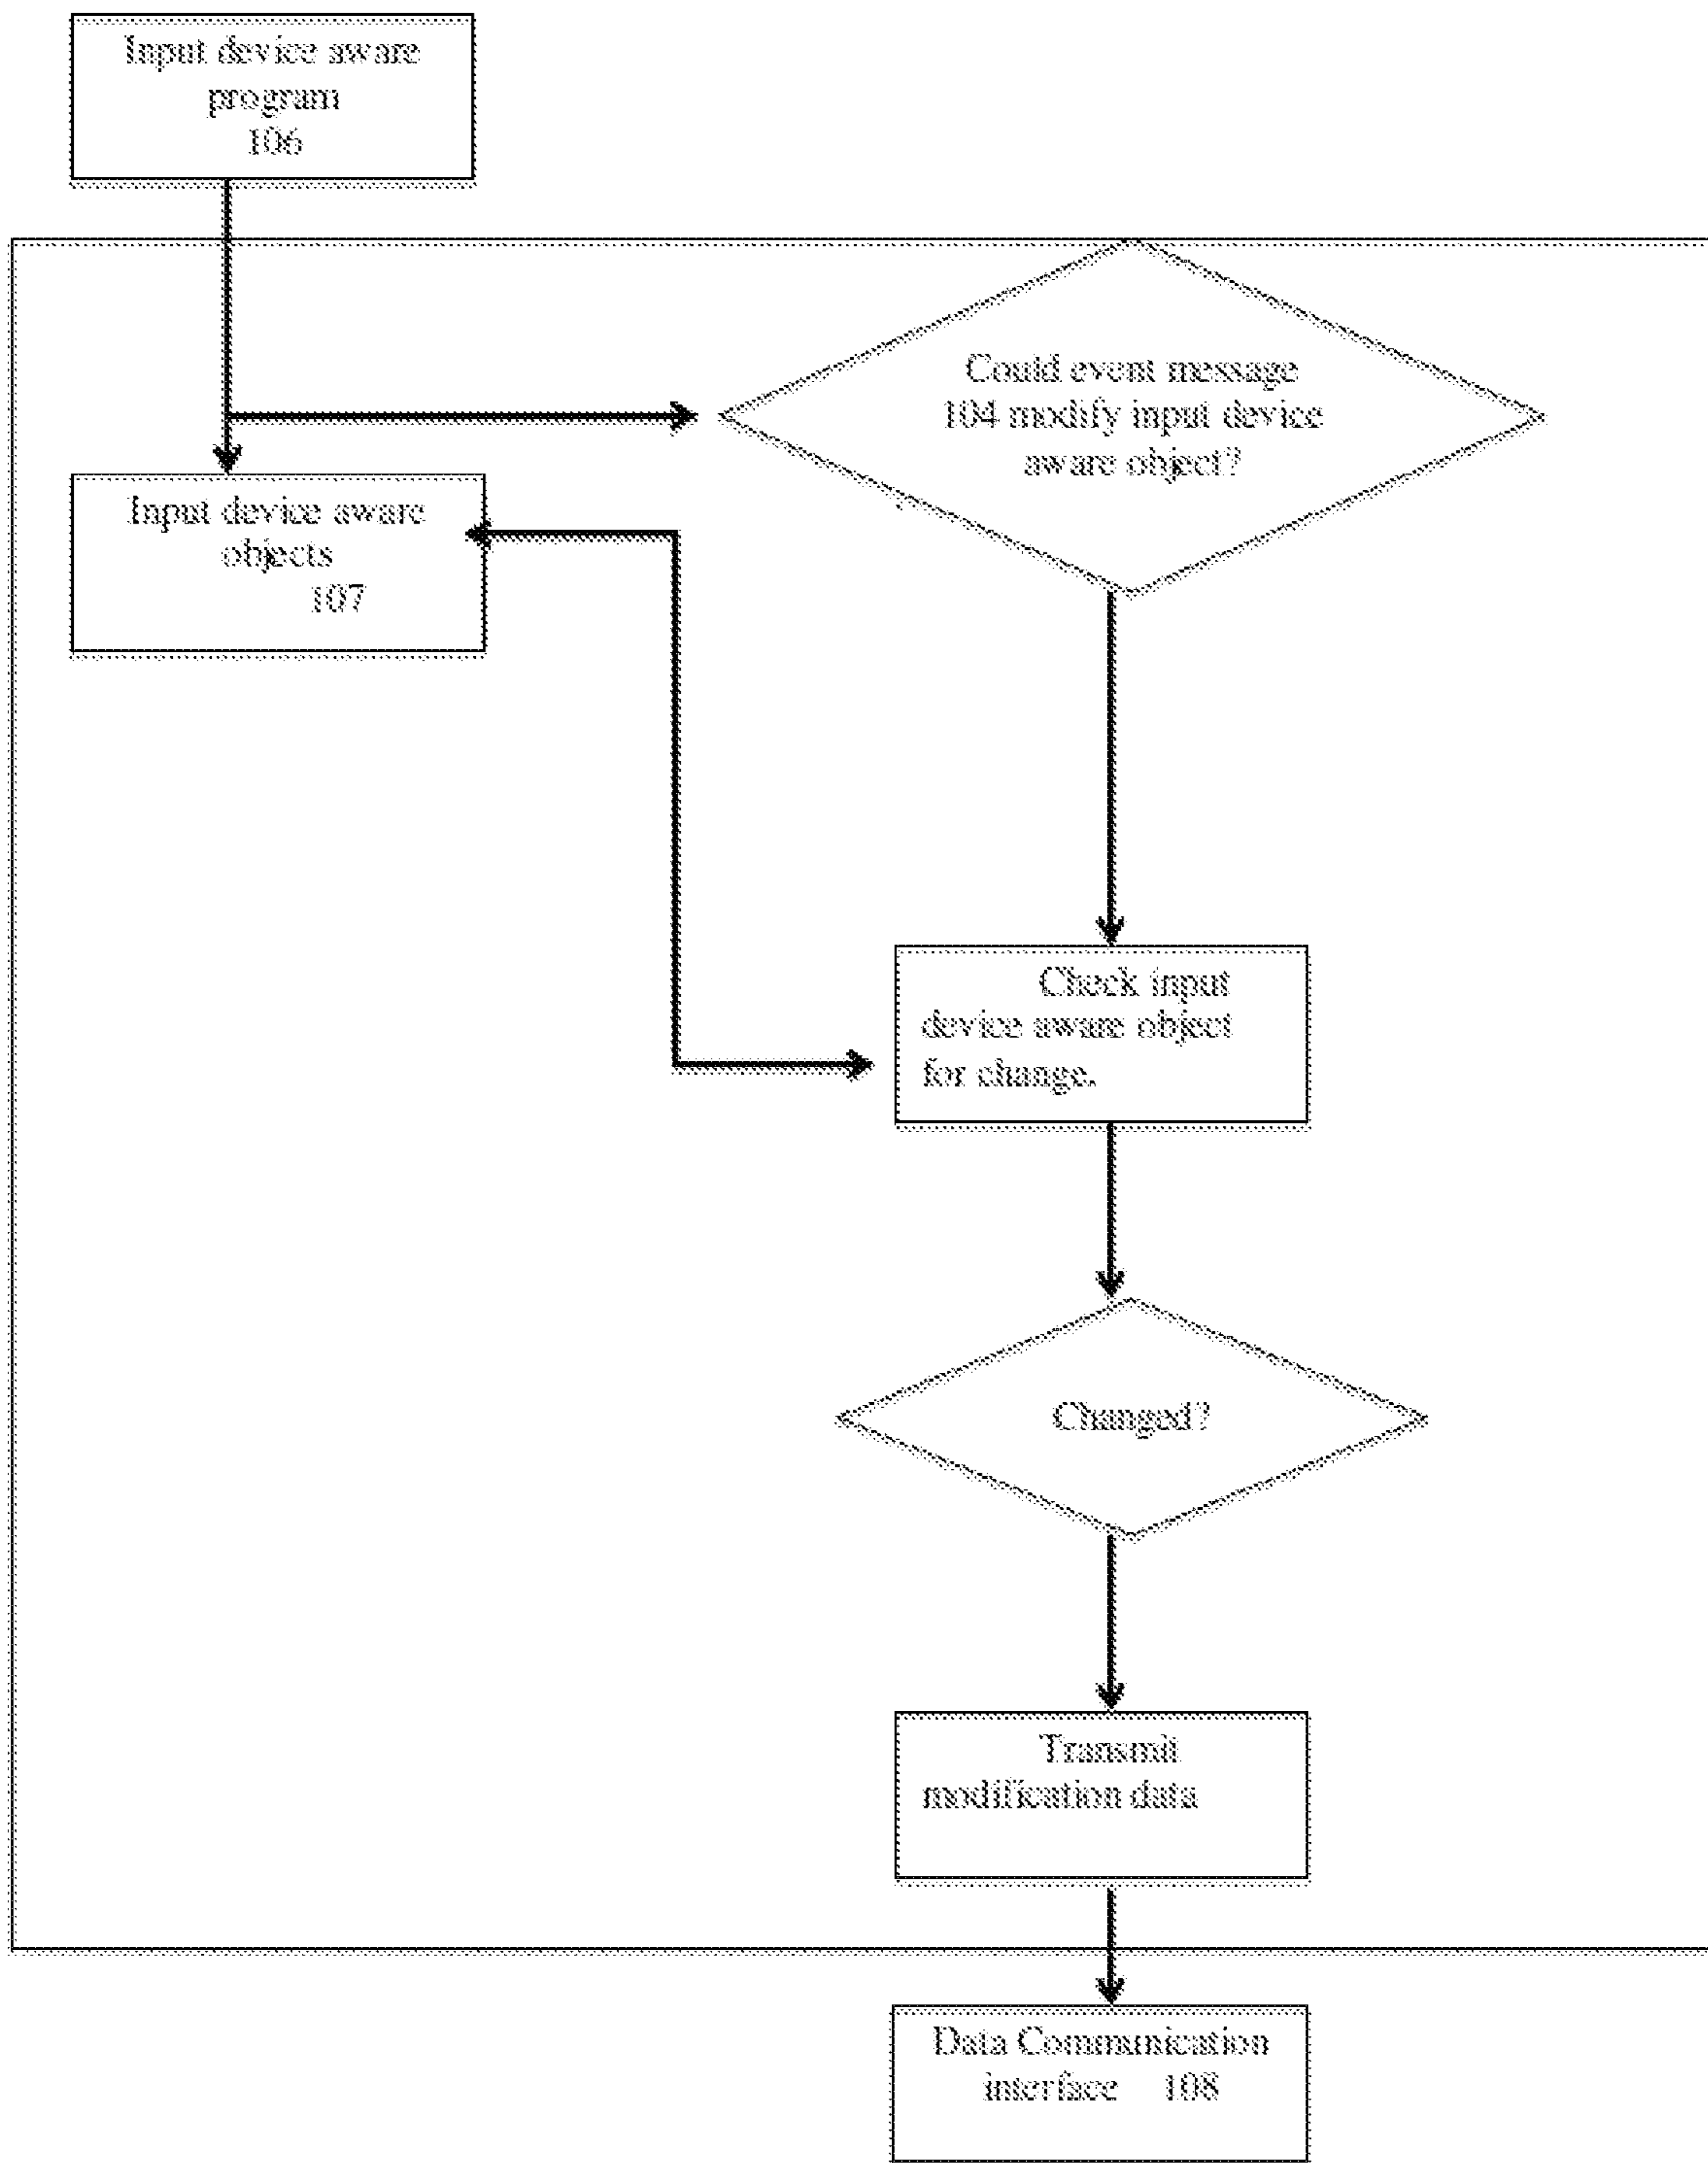 Input device aware
program
106
Could event message
104 modify input device
aware object?
Input device aware
objects
107
Check input
device aware object
for change.
Changed?
Transmit
modification data
Data Communication
interface 108